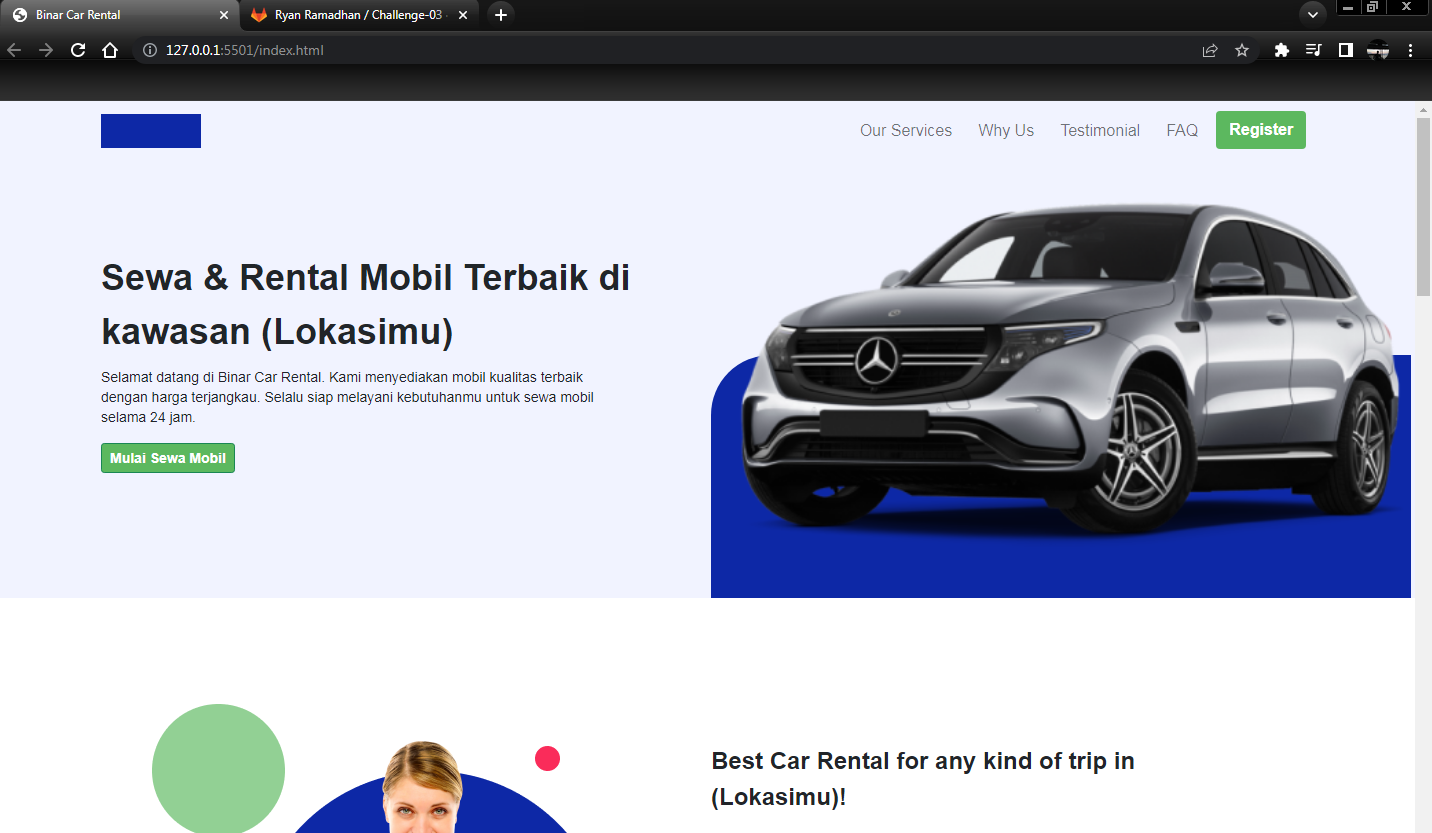 Binar Car Rental
Ryan Ramadhan / Challenge-03
127.0.0.1:5501/index.html
Our Services Why Us Testimonial FAQ Register
Sewa & Rental Mobil Terbaik di
kawasan (Lokasimu)
Selamat datang di Binar Car Rental. Kami menyediakan mobil kualitas terbaik
dengan harga terjangkau. Selalu siap melayani kebutuhanmu untuk sewa mobil
selama 24 jam.
Mulai Sewa Mobil
Best Car Rental for any kind of trip in
(Lokasimu)!